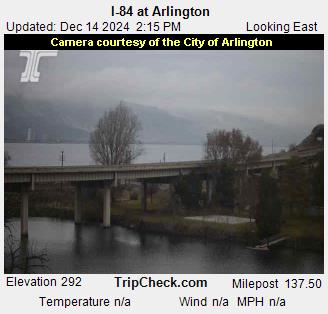 I-84 at Arlington
Updated: Dec 14 2024 2:15 PM Looking East
Camera courtesy of the City of Arlington
Elevation 292 TripCheck.com Milepost 137.50
Temperature n/a Wind n/a MPH n/a